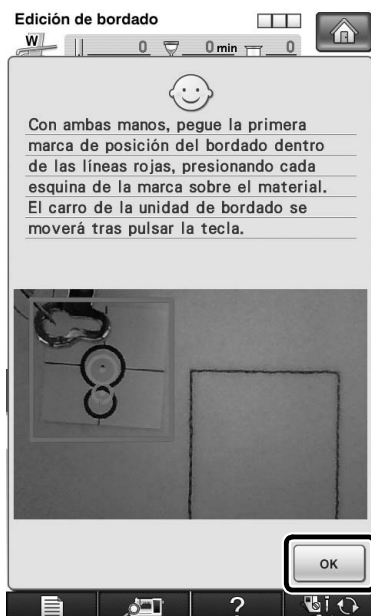 Edición de bordado
W
0 0 min 0
Con ambas manos, pegue la primera
marca de posición del bordado dentro
de las líneas rojas, presionando cada
esquina de la marca sobre el material.
El carro de la unidad de bordado se
moverá tras pulsar la tecla.
OK
?